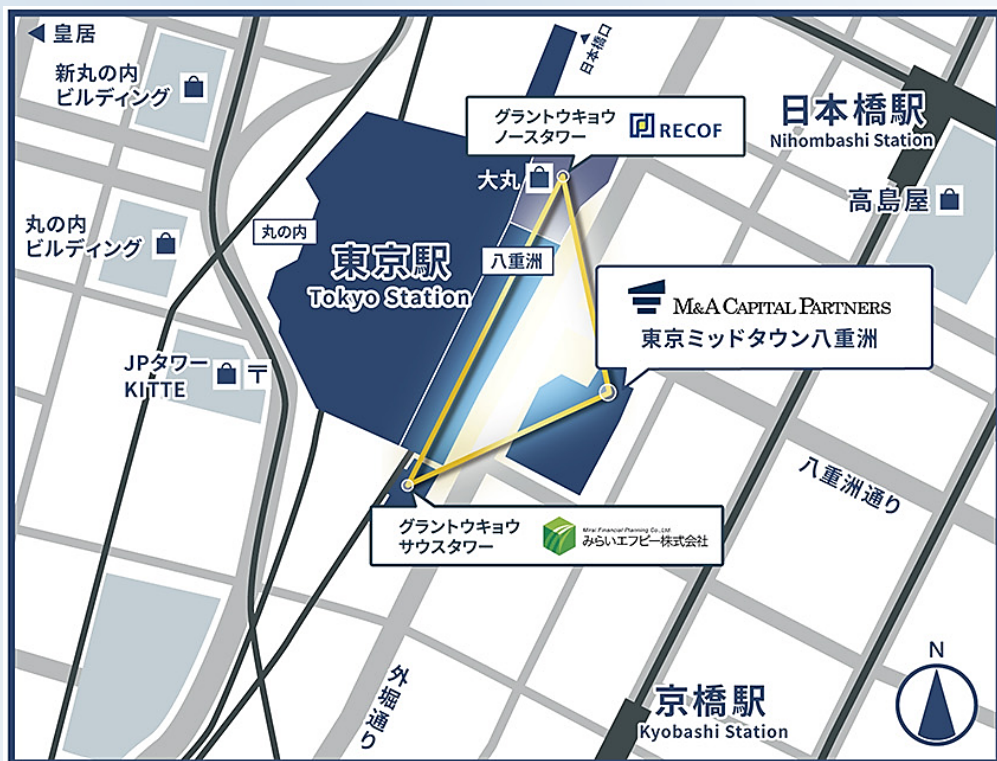 皇居
新丸の内
ビルディング
日本橋口
グラントウキョウ
ノースタワー
RECOF
日本橋駅
Nihombashi Station
大丸
高島屋
丸の内
ビルディング
丸の内
八重洲
東京駅
Tokyo Station
M&A CAPITAL PARTNERS
東京ミッドタウン八重洲
JPタワー
KITTE
〒
八重洲通り
グラントウキョウ
サウスタワー
Mirai Financial Planning Co.,Ltd.
みらいエフピー株式会社
外堀通り
京橋駅
Kyobashi Station
N